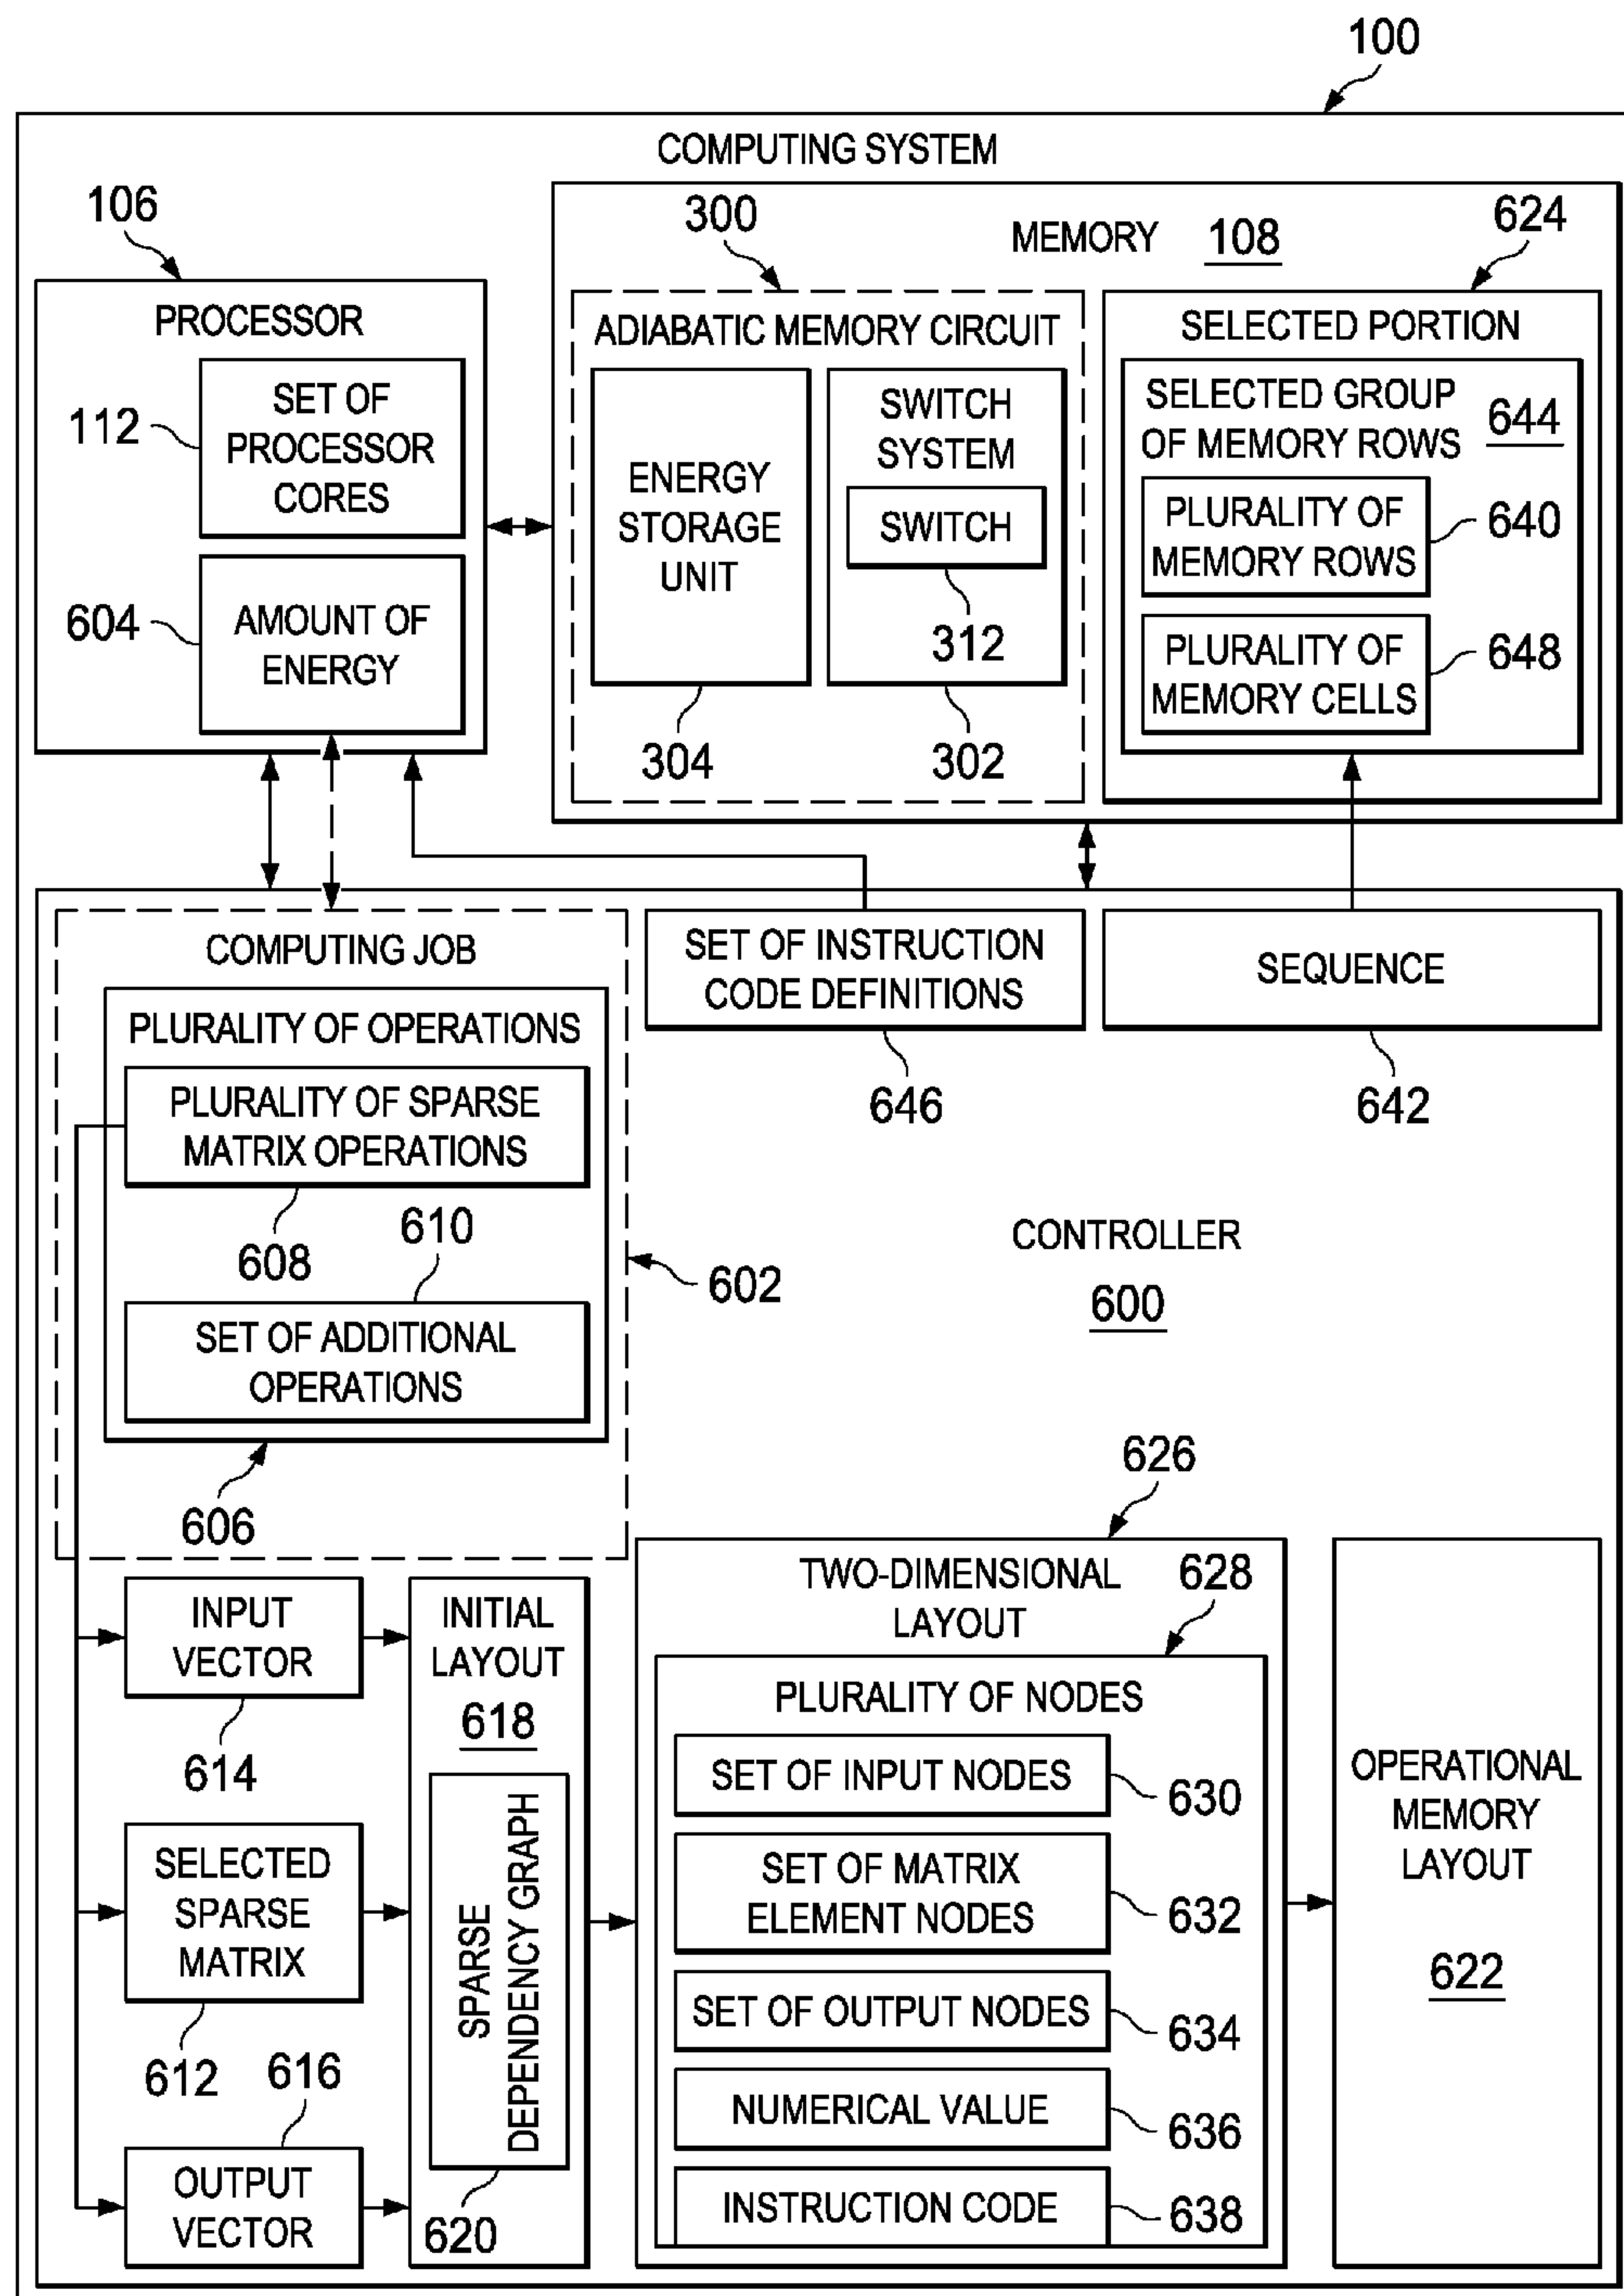 100
COMPUTING SYSTEM
106
PROCESSOR
112
SET OF
PROCESSOR
CORES
604
AMOUNT OF
ENERGY
MEMORY 108
300
ADIABATIC MEMORY CIRCUIT
ENERGY
STORAGE
UNIT
304
SWITCH
SYSTEM
SWITCH
312
302
624
SELECTED PORTION
SELECTED GROUP
OF MEMORY ROWS
644
PLURALITY OF
MEMORY ROWS
640
PLURALITY OF
MEMORY CELLS
648
COMPUTING JOB
PLURALITY OF OPERATIONS
PLURALITY OF SPARSE
MATRIX OPERATIONS
608
610
SET OF ADDITIONAL
OPERATIONS
606
602
SET OF INSTRUCTION
CODE DEFINITIONS
646
SEQUENCE
642
CONTROLLER
600
INPUT
VECTOR
614
SELECTED
SPARSE
MATRIX
612
616
OUTPUT
VECTOR
INITIAL
LAYOUT
618
SPARSE
DEPENDENCY GRAPH
620
626
TWO-DIMENSIONAL
LAYOUT
628
PLURALITY OF NODES
SET OF INPUT NODES
630
SET OF MATRIX
ELEMENT NODES
632
SET OF OUTPUT NODES
634
NUMERICAL VALUE
636
INSTRUCTION CODE
638
OPERATIONAL
MEMORY
LAYOUT
622